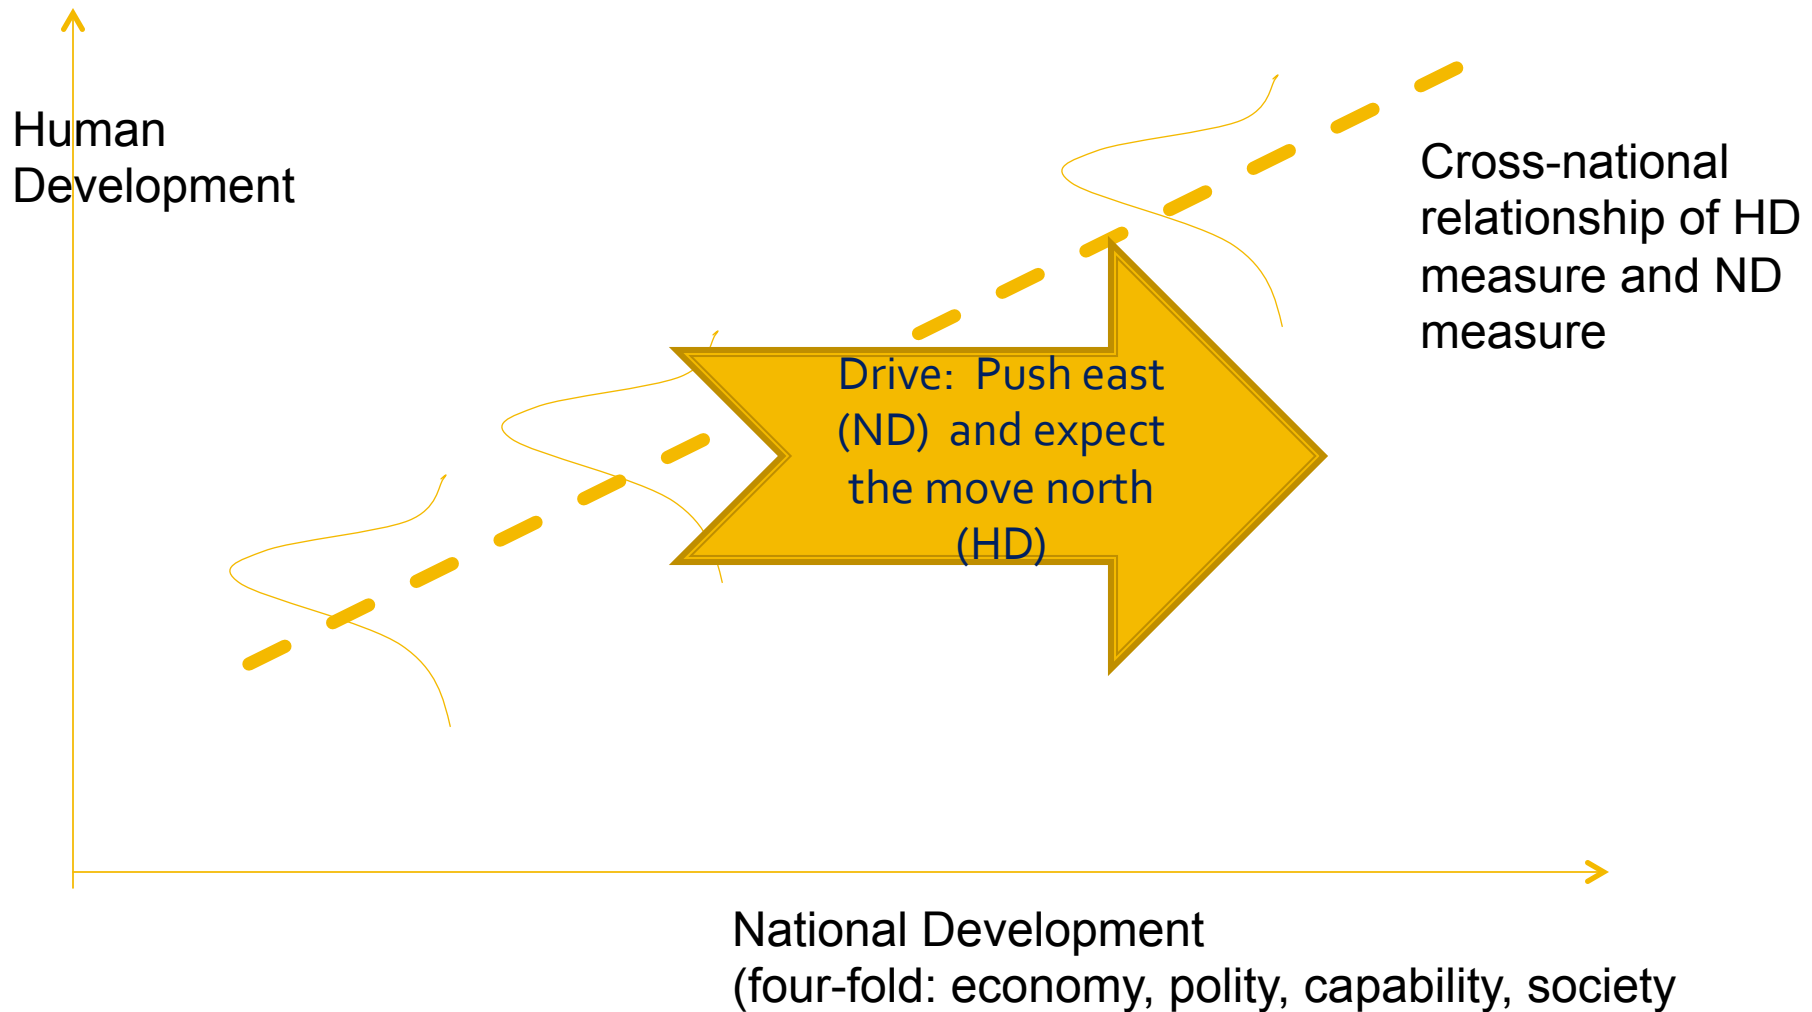 Human
Development
Cross-national
relationship of HD
measure and ND
measure
Drive:  Push east
(ND)  and expect
the move north
(HD)
National Development
(four-fold: economy, polity, capability, society